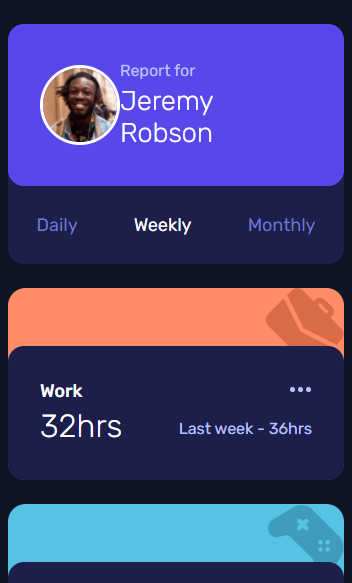 Report for
Jeremy
Robson
Daily Weekly Monthly
Work
32hrs
Last week - 36hrs